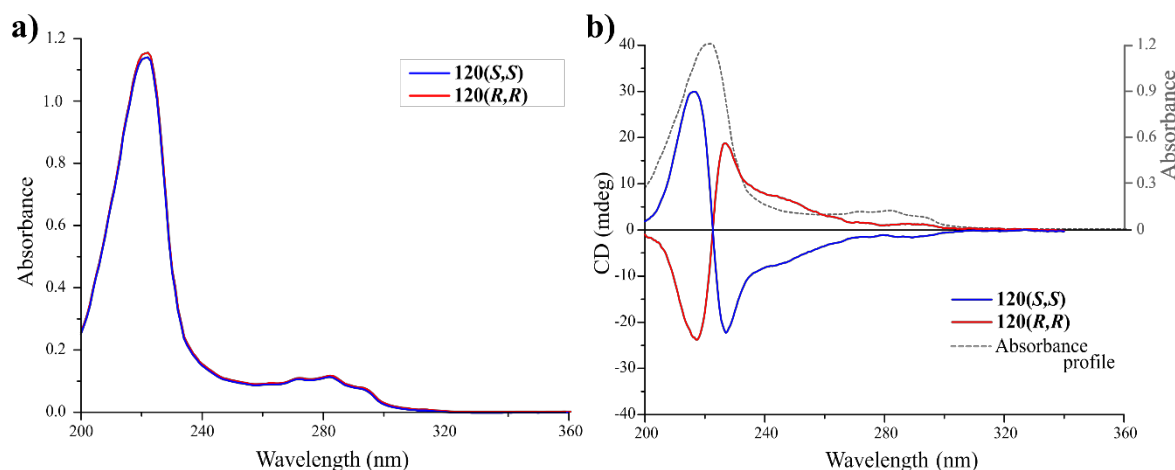 a)
1.2
1.0
0.8
0.6
0.4
0.2
0.0
Absorbance
200
240
280
320
360
Wavelength (nm)
120(S,S)
120(R,R)
b)
40
30
20
10
0
-10
-20
-30
-40
CD (mdeg)
200
240
280
320
360
Wavelength (nm)
1.2
0.9
0.6
0.3
0
Absorbance
120(S,S)
120(R,R)
Absorbance
profile